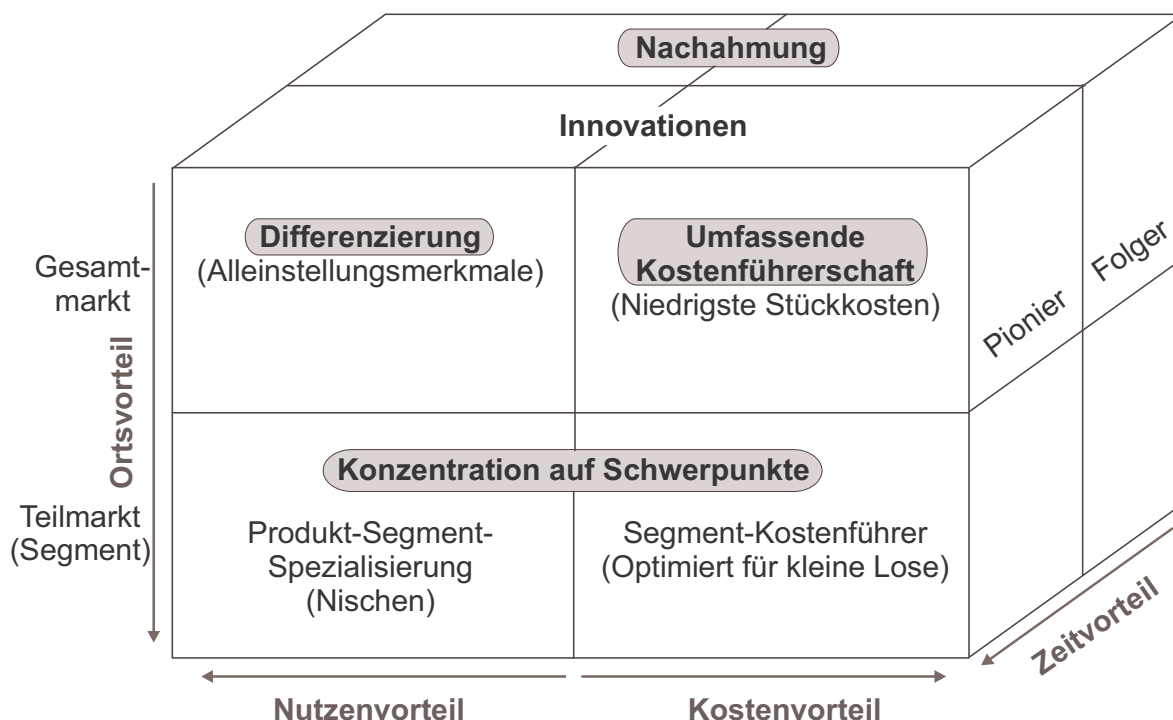 Nachahmung
Innovationen
Differenzierung
(Alleinstellungsmerkmale)
Umfassende
Kostenführerschaft
(Niedrigste Stückkosten)
Gesamt-
markt
Ortsvorteil
Teilmarkt
(Segment)
Pionier
Folger
Konzentration auf Schwerpunkte
Produkt-Segment-
Spezialisierung
(Nischen)
Segment-Kostenführer
(Optimiert für kleine Lose)
Zeitvorteil
Nutzenvorteil
Kostenvorteil